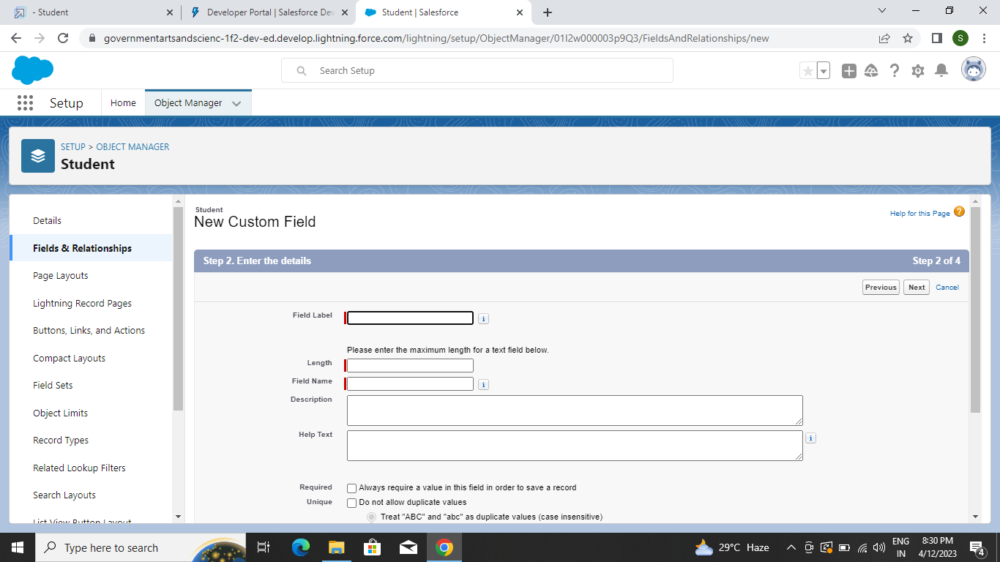 - Student
Developer Portal | Salesforce Dev
Student | Salesforce
governmentartsandscienc-1f2-dev-ed.develop.lightning.force.com/lightning/setup/ObjectManager/01I2w000003p9Q3/FieldsAndRelationships/new
S
Search Setup
Setup
Home
Object Manager
SETUP > OBJECT MANAGER
Student
Details
Fields & Relationships
Page Layouts
Lightning Record Pages
Buttons, Links, and Actions
Compact Layouts
Field Sets
Object Limits
Record Types
Related Lookup Filters
Search Layouts
List View Button Layout
Student
New Custom Field
Help for this Page
Step 2. Enter the details
Step 2 of 4
Previous
Next
Cancel
Field Label
Please enter the maximum length for a text field below.
Length
Field Name
Description
Help Text
Required
Always require a value in this field in order to save a record
Unique
Do not allow duplicate values
Treat "ABC" and "abc" as duplicate values (case insensitive)
Type here to search
29°C Haze
ENG
IN
8:30 PM
4/12/2023
4